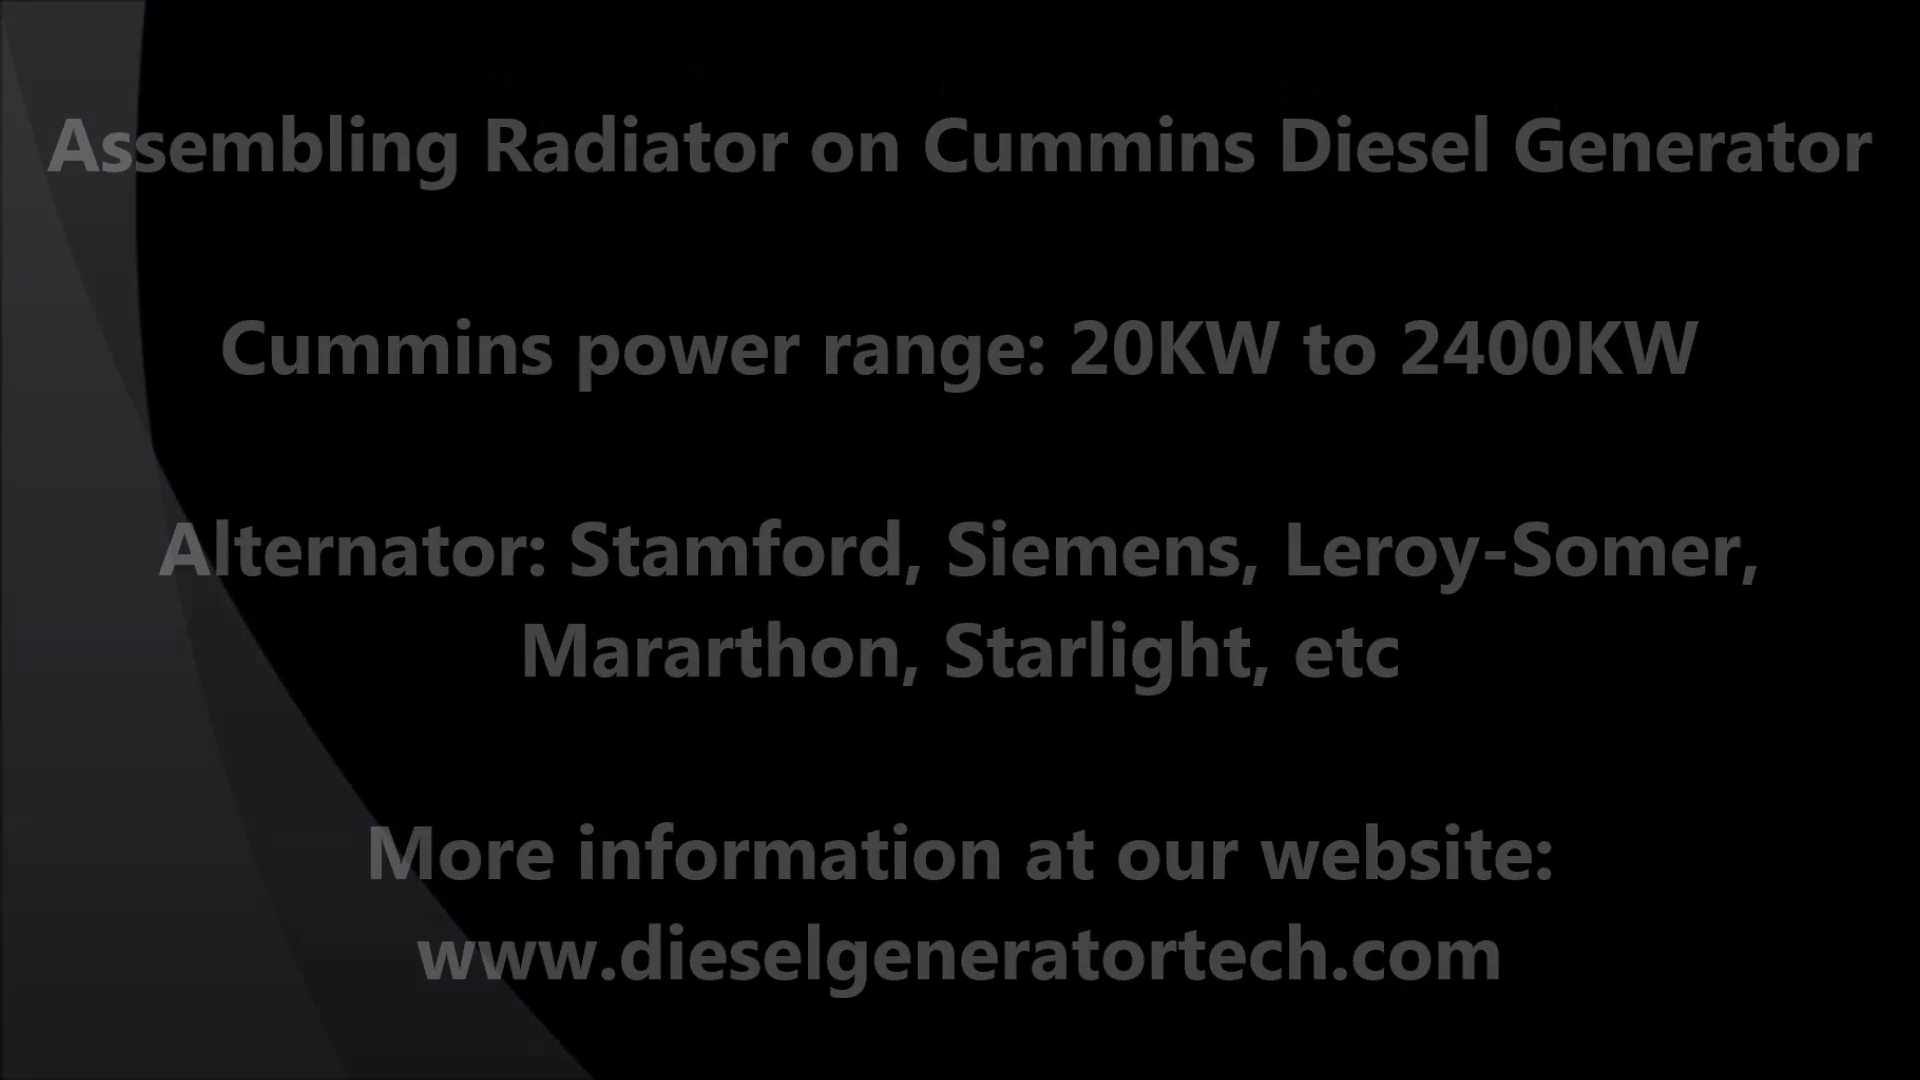 Assembling Radiator on Cummins Diesel Generator
Cummins power range: 20KW to 2400KW
Alternator: Stamford, Siemens, Leroy-Somer,
Mararthon, Starlight, etc
More information at our website:
www.dieselgeneratortech.com